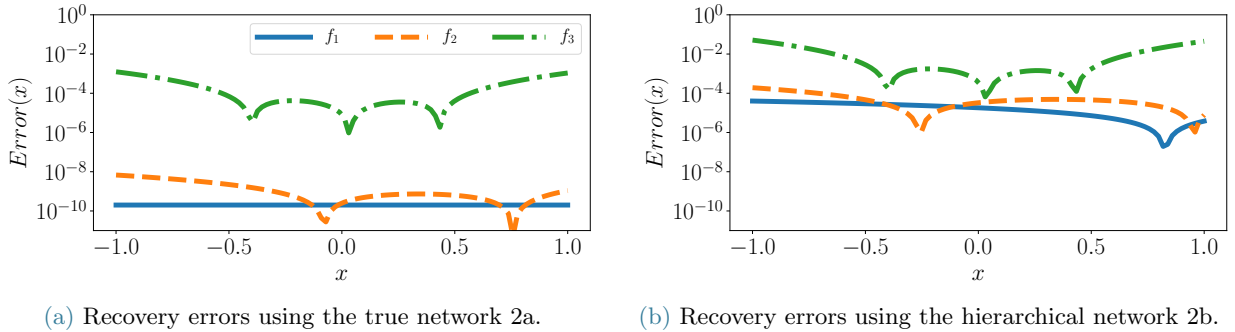 10^0
10^-2
10^-4
10^-6
10^-8
10^-10
Error(x)
f_1 f_2 f_3
−1.0 −0.5 0.0 0.5 1.0
x
(a) Recovery errors using the true network 2a.
10^0
10^-2
10^-4
10^-6
10^-8
10^-10
Error(x)
−1.0 −0.5 0.0 0.5 1.0
x
(b) Recovery errors using the hierarchical network 2b.